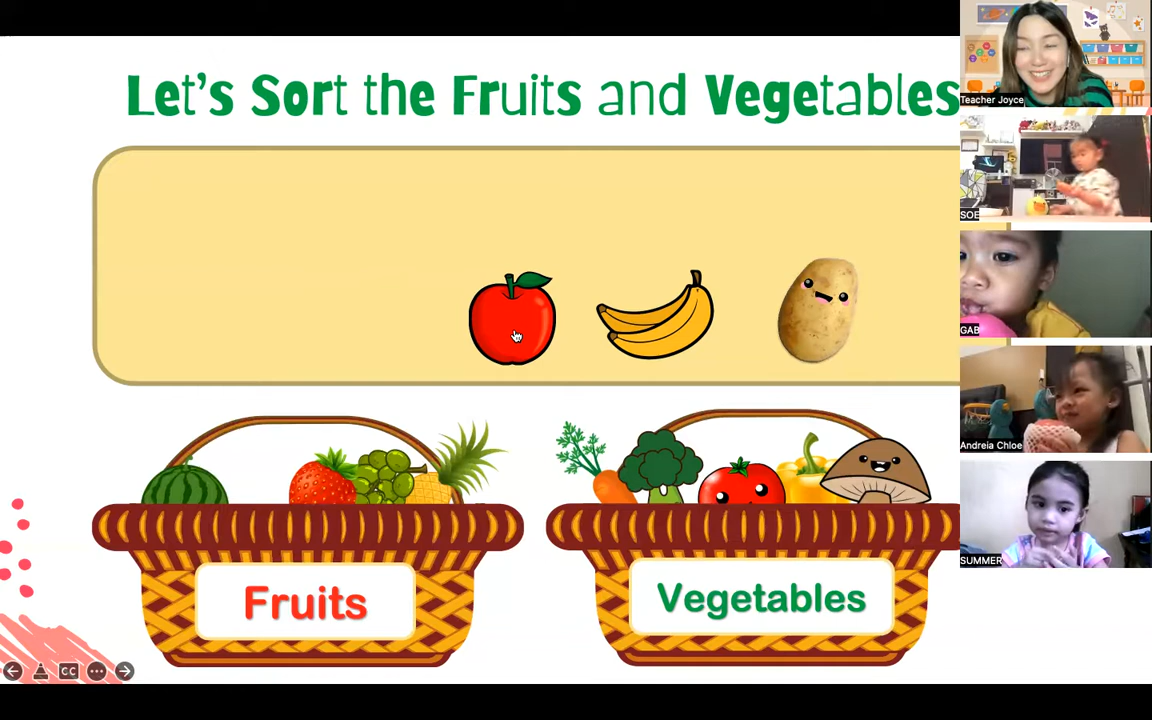 Let's Sort the Fruits and Vegetables
Teacher Joyce
SOE
GAB
Andreia Chloe
SUMMER
Fruits
Vegetables
CC